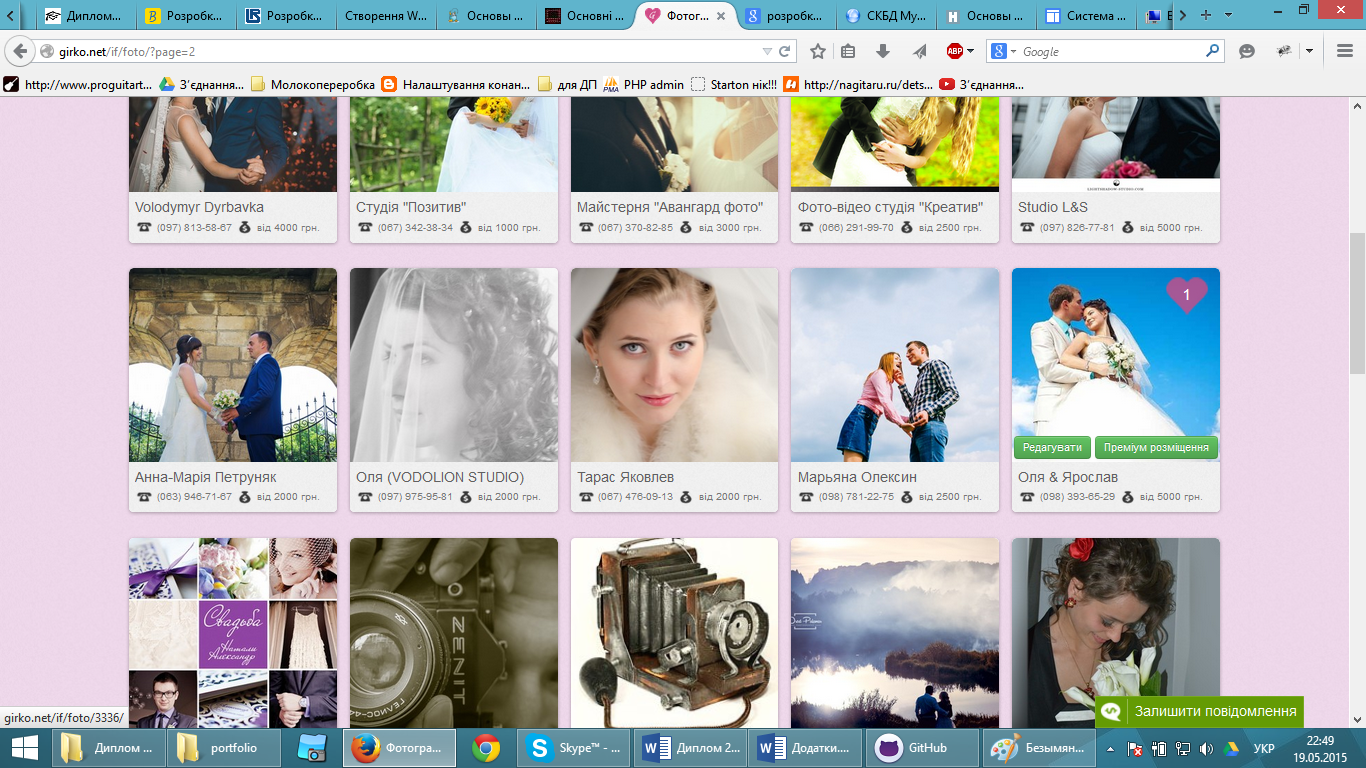 Диплом...
Розробк...
Розробк...
Створення W...
Основы ...
Основні ...
Фотог...
розробк...
СКБД Му...
Основы ...
Система ...
girko.net/if/foto/?page=2
ABP
Google
http://www.proguitart...
З'єднання...
Молокопереробка
Налаштування конан...
для ДП
PMA PHP admin
Starton нік!!!
http://nagitaru.ru/dets...
З'єднання...
Volodymyr Dyrbavka
(097) 813-58-67 від 4000 грн.
Студія "Позитив"
(067) 342-38-34 від 1000 грн.
Майстерня "Авангард фото"
(067) 370-82-85 від 3000 грн.
Фото-відео студія "Креатив"
(066) 291-99-70 від 2500 грн.
Studio L&S
(097) 826-77-81 від 5000 грн.
Анна-Марія Петруняк
(063) 946-71-67 від 2000 грн.
Оля (VODOLION STUDIO)
(097) 975-95-81 від 2000 грн.
Тарас Яковлев
(067) 476-09-13 від 2000 грн.
Марьяна Олексин
(098) 781-22-75 від 2500 грн.
1
Редагувати
Преміум розміщення
Оля & Ярослав
(098) 393-65-29 від 5000 грн.
Свадьба
Натали
Александр
ZENIT
girko.net/if/foto/3336/
Залишити повідомлення
Диплом ...
portfolio
Фотогра...
Skype™ - ...
Диплом 2...
Додатки....
GitHub
Безымян...
УКР
22:49
19.05.2015